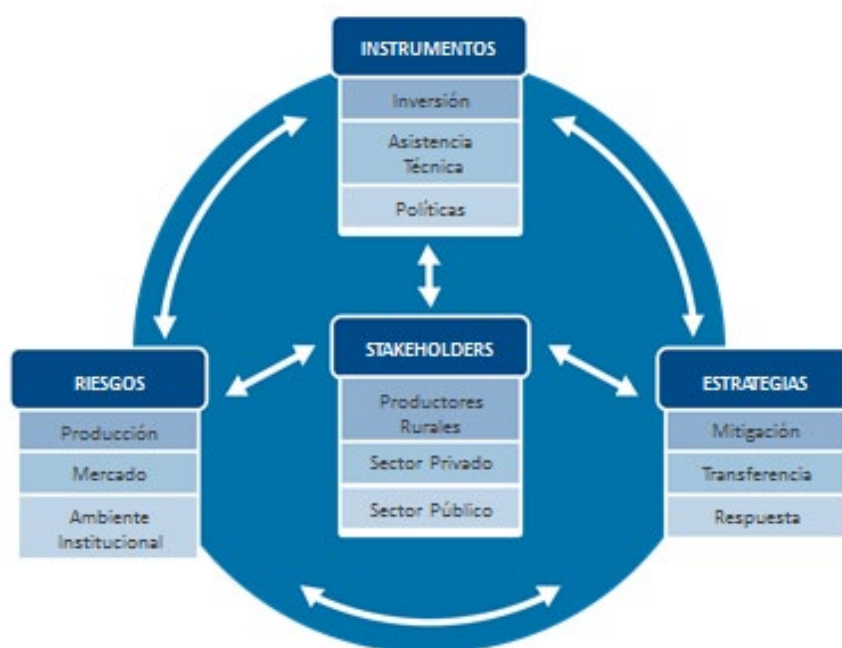 INSTRUMENTOS
Inversión
Asistencia
Técnica
Políticas
STAKEHOLDERS
Productores
Rurales
Sector Privado
Sector Público
RIESGOS
Producción
Mercado
Ambiente
Institucional
ESTRATEGIAS
Mitigación
Transferencia
Respuesta